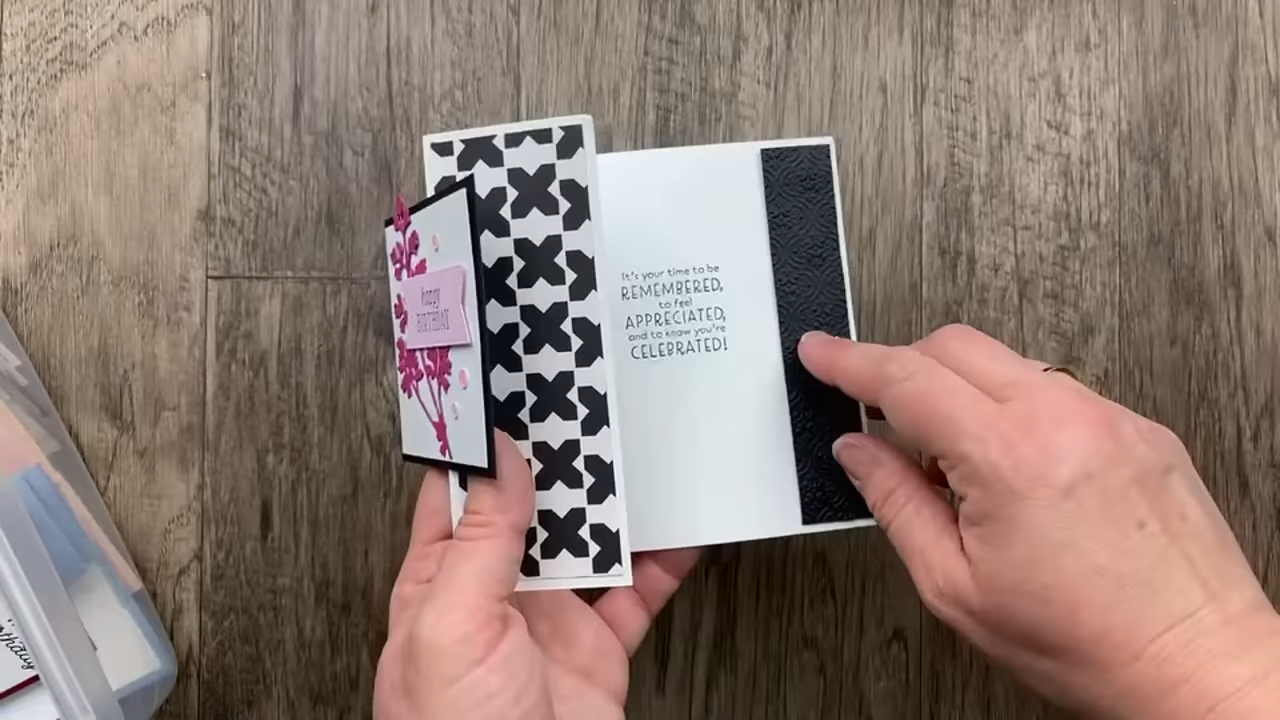 happy
BIRTHDAY
It's your time to be
REMEMBERED,
to feel
APPRECIATED,
and to know you're
CELEBRATED!